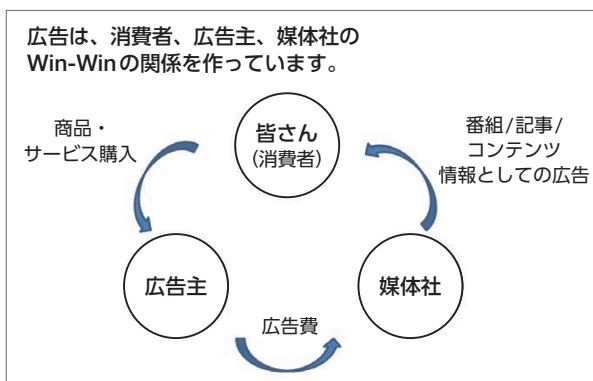 広告は、消費者、広告主、媒体社の
Win-Winの関係を作っています。
商品・
サービス購入
皆さん
(消費者)
番組/記事/
コンテンツ
情報としての広告
広告主
媒体社
広告費